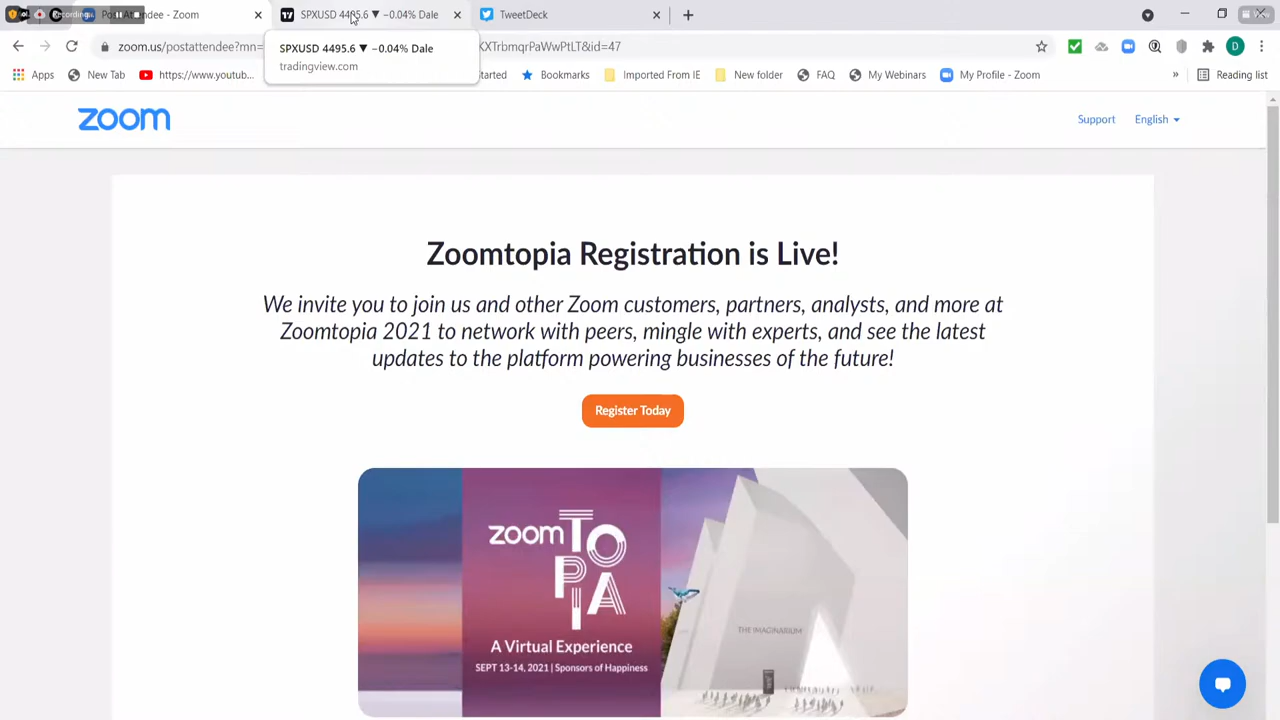 Recording...
Attendee - Zoom
SPXUSD 4495.6 ▼ −0.04% Dale
TweetDeck
zoom.us/postattendee?mn=
XTrbmqrPaWwPtLT&id=47
SPXUSD 4495.6 ▼ −0.04% Dale
tradingview.com
Apps
New Tab
https://www.youtub...
Started
Bookmarks
Imported From IE
New folder
FAQ
My Webinars
My Profile - Zoom
»
Reading list
D
zoom
Support
English
Zoomtopia Registration is Live!
We invite you to join us and other Zoom customers, partners, analysts, and more at
Zoomtopia 2021 to network with peers, mingle with experts, and see the latest
updates to the platform powering businesses of the future!
Register Today
zoomTOPIA
A Virtual Experience
SEPT 13-14, 2021 | Sponsors of Happiness
THE IMAGINARIUM